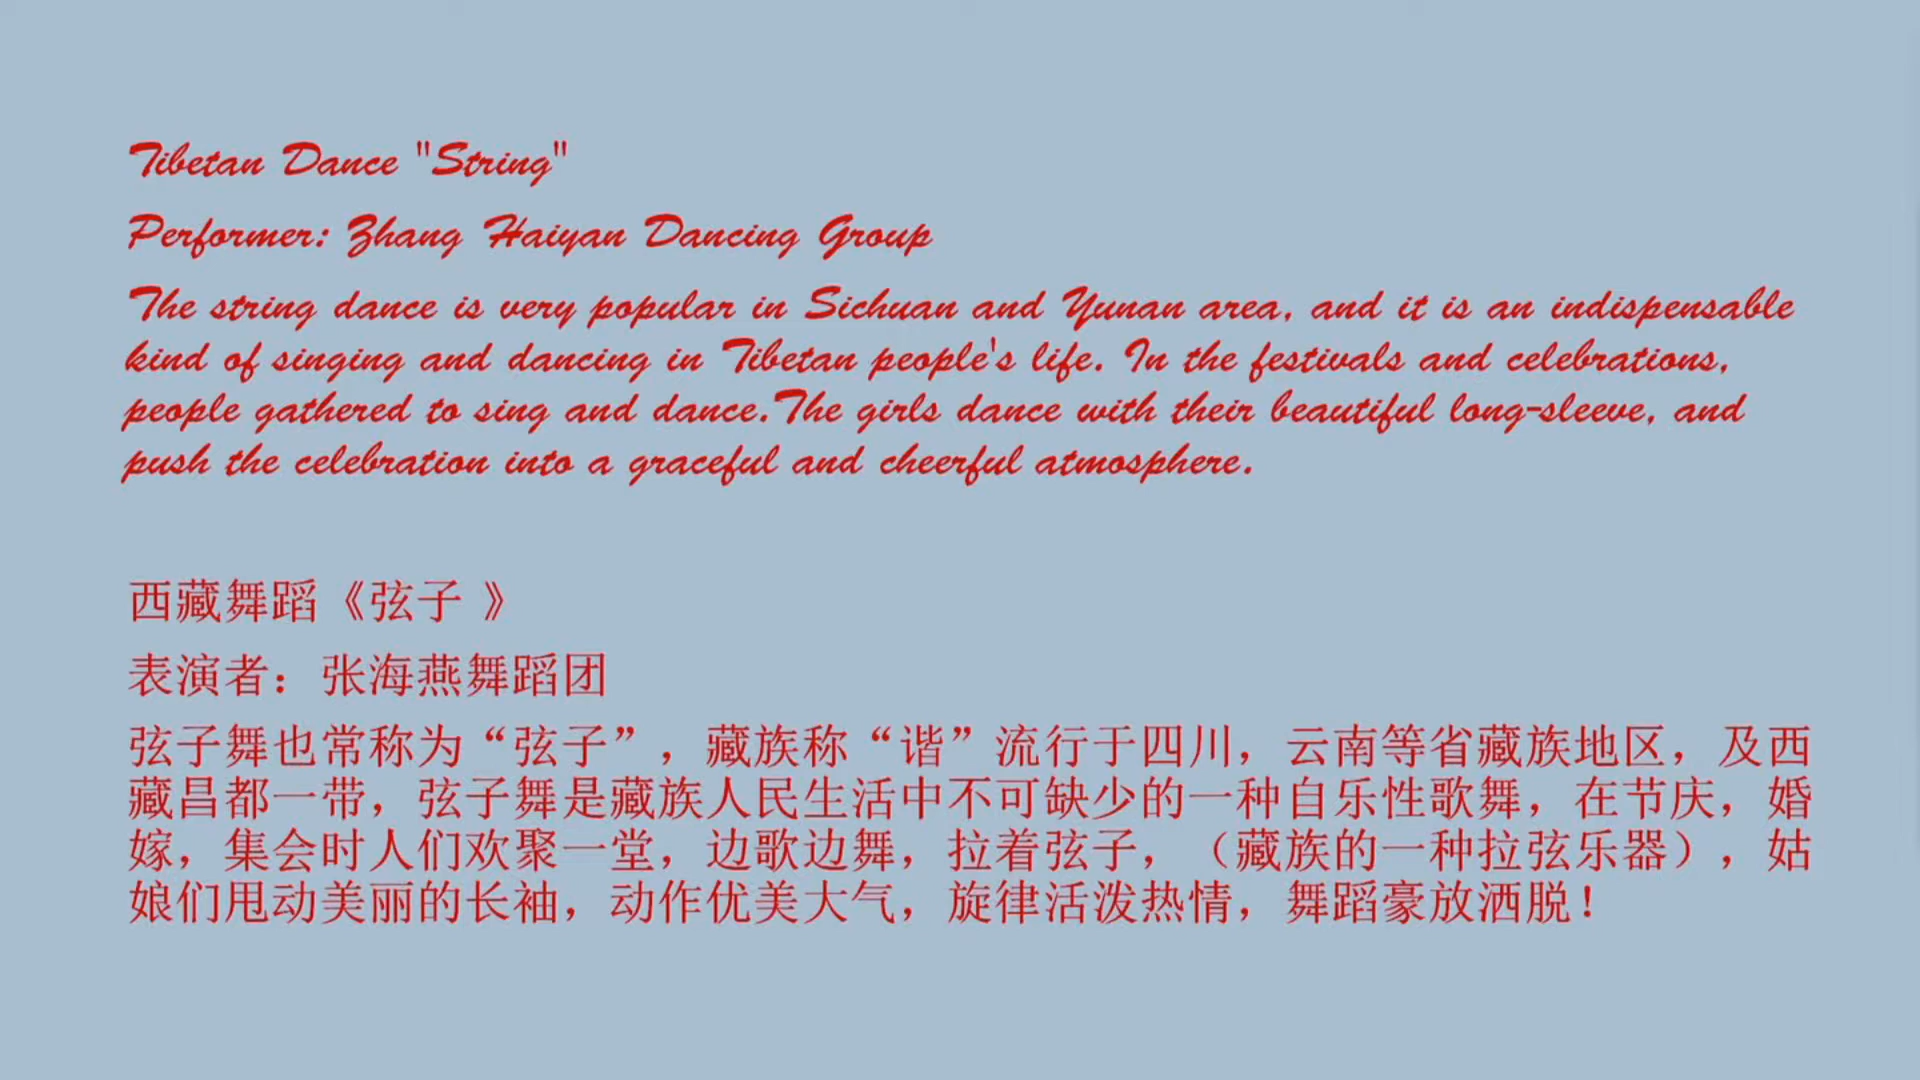 Tibetan Dance "String"
Performer: Zhang Haiyan Dancing Group
The string dance is very popular in Sichuan and Yunan area, and it is an indispensable
kind of singing and dancing in Tibetan people's life. In the festivals and celebrations,
people gathered to sing and dance.The girls dance with their beautiful long-sleeve, and
push the celebration into a graceful and cheerful atmosphere.
西藏舞蹈《弦子 》
表演者：张海燕舞蹈团
弦子舞也常称为“弦子”，藏族称“谐”流行于四川，云南等省藏族地区，及西
藏昌都一带，弦子舞是藏族人民生活中不可缺少的一种自乐性歌舞，在节庆，婚
嫁，集会时人们欢聚一堂，边歌边舞，拉着弦子，（藏族的一种拉弦乐器），姑
娘们甩动美丽的长袖，动作优美大气，旋律活泼热情，舞蹈豪放洒脱！